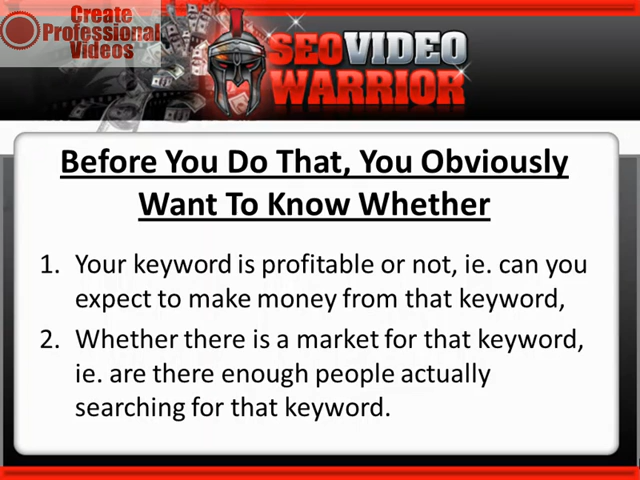 Create
Professional
Videos
SEOVIDEO
WARRIOR
Before You Do That, You Obviously
Want To Know Whether
1. Your keyword is profitable or not, ie. can you
expect to make money from that keyword,
2. Whether there is a market for that keyword,
ie. are there enough people actually
searching for that keyword.